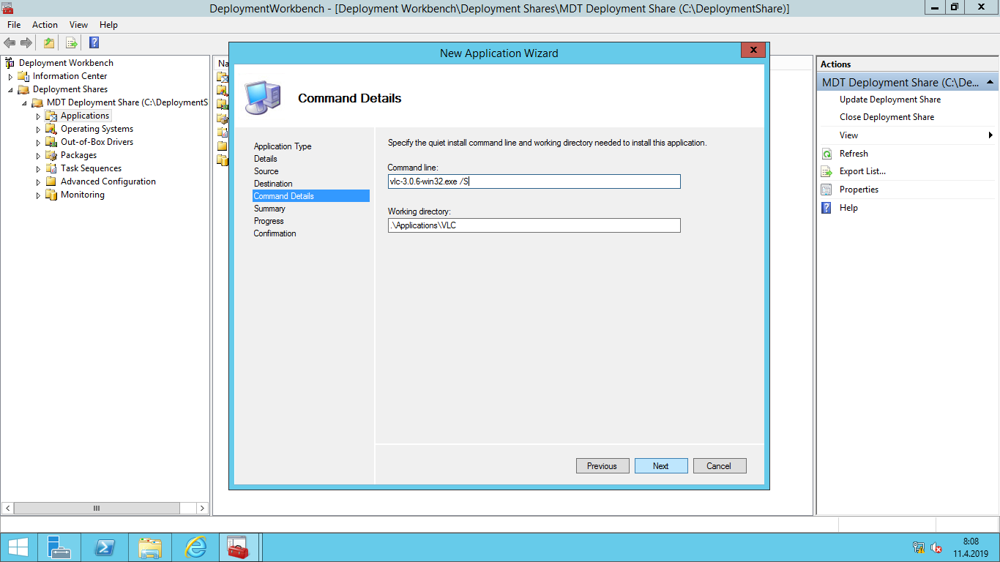 DeploymentWorkbench - [Deployment Workbench\Deployment Shares\MDT Deployment Share (C:\DeploymentShare)]
File Action View Help
Deployment Workbench
Information Center
Deployment Shares
MDT Deployment Share (C:\DeploymentS
Applications
Operating Systems
Out-of-Box Drivers
Packages
Task Sequences
Advanced Configuration
Monitoring
Na
New Application Wizard
Command Details
Application Type
Details
Source
Destination
Command Details
Summary
Progress
Confirmation
Specify the quiet install command line and working directory needed to install this application.
Command line:
vlc-3.0.6-win32.exe /S
Working directory:
.\Applications\VLC
Previous Next Cancel
Actions
MDT Deployment Share (C:\De...
Update Deployment Share
Close Deployment Share
View
Refresh
Export List...
Properties
Help
8:08
11.4.2019